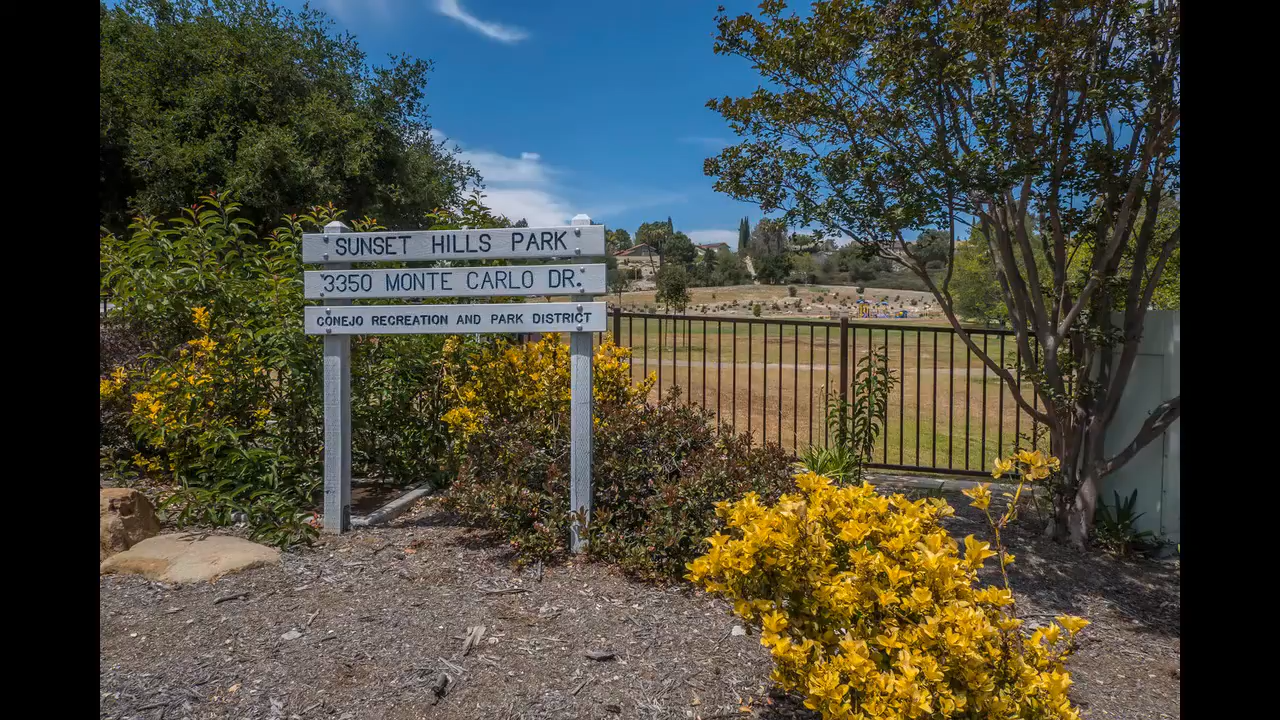 SUNSET HILLS PARK
3350 MONTE CARLO DR.
CONEJO RECREATION AND PARK DISTRICT